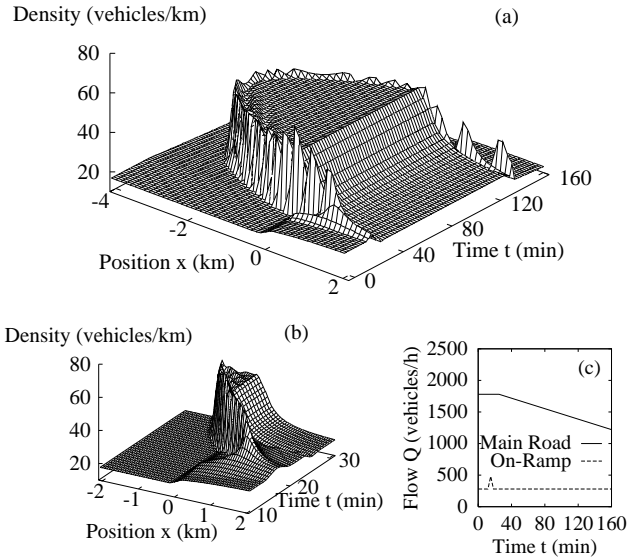 Density (vehicles/km)
(a)
80
60
40
20
-4
-2
0
2
Position x (km)
0
40
80
120
160
Time t (min)
Density (vehicles/km)
(b)
80
60
40
20
-2
-1
0
1
2
Position x (km)
10
20
30
Time t (min)
(c)
Flow Q (vehicles/h)
2500
2000
1500
1000
500
0
Main Road
On-Ramp
0
40
80
120
160
Time t (min)